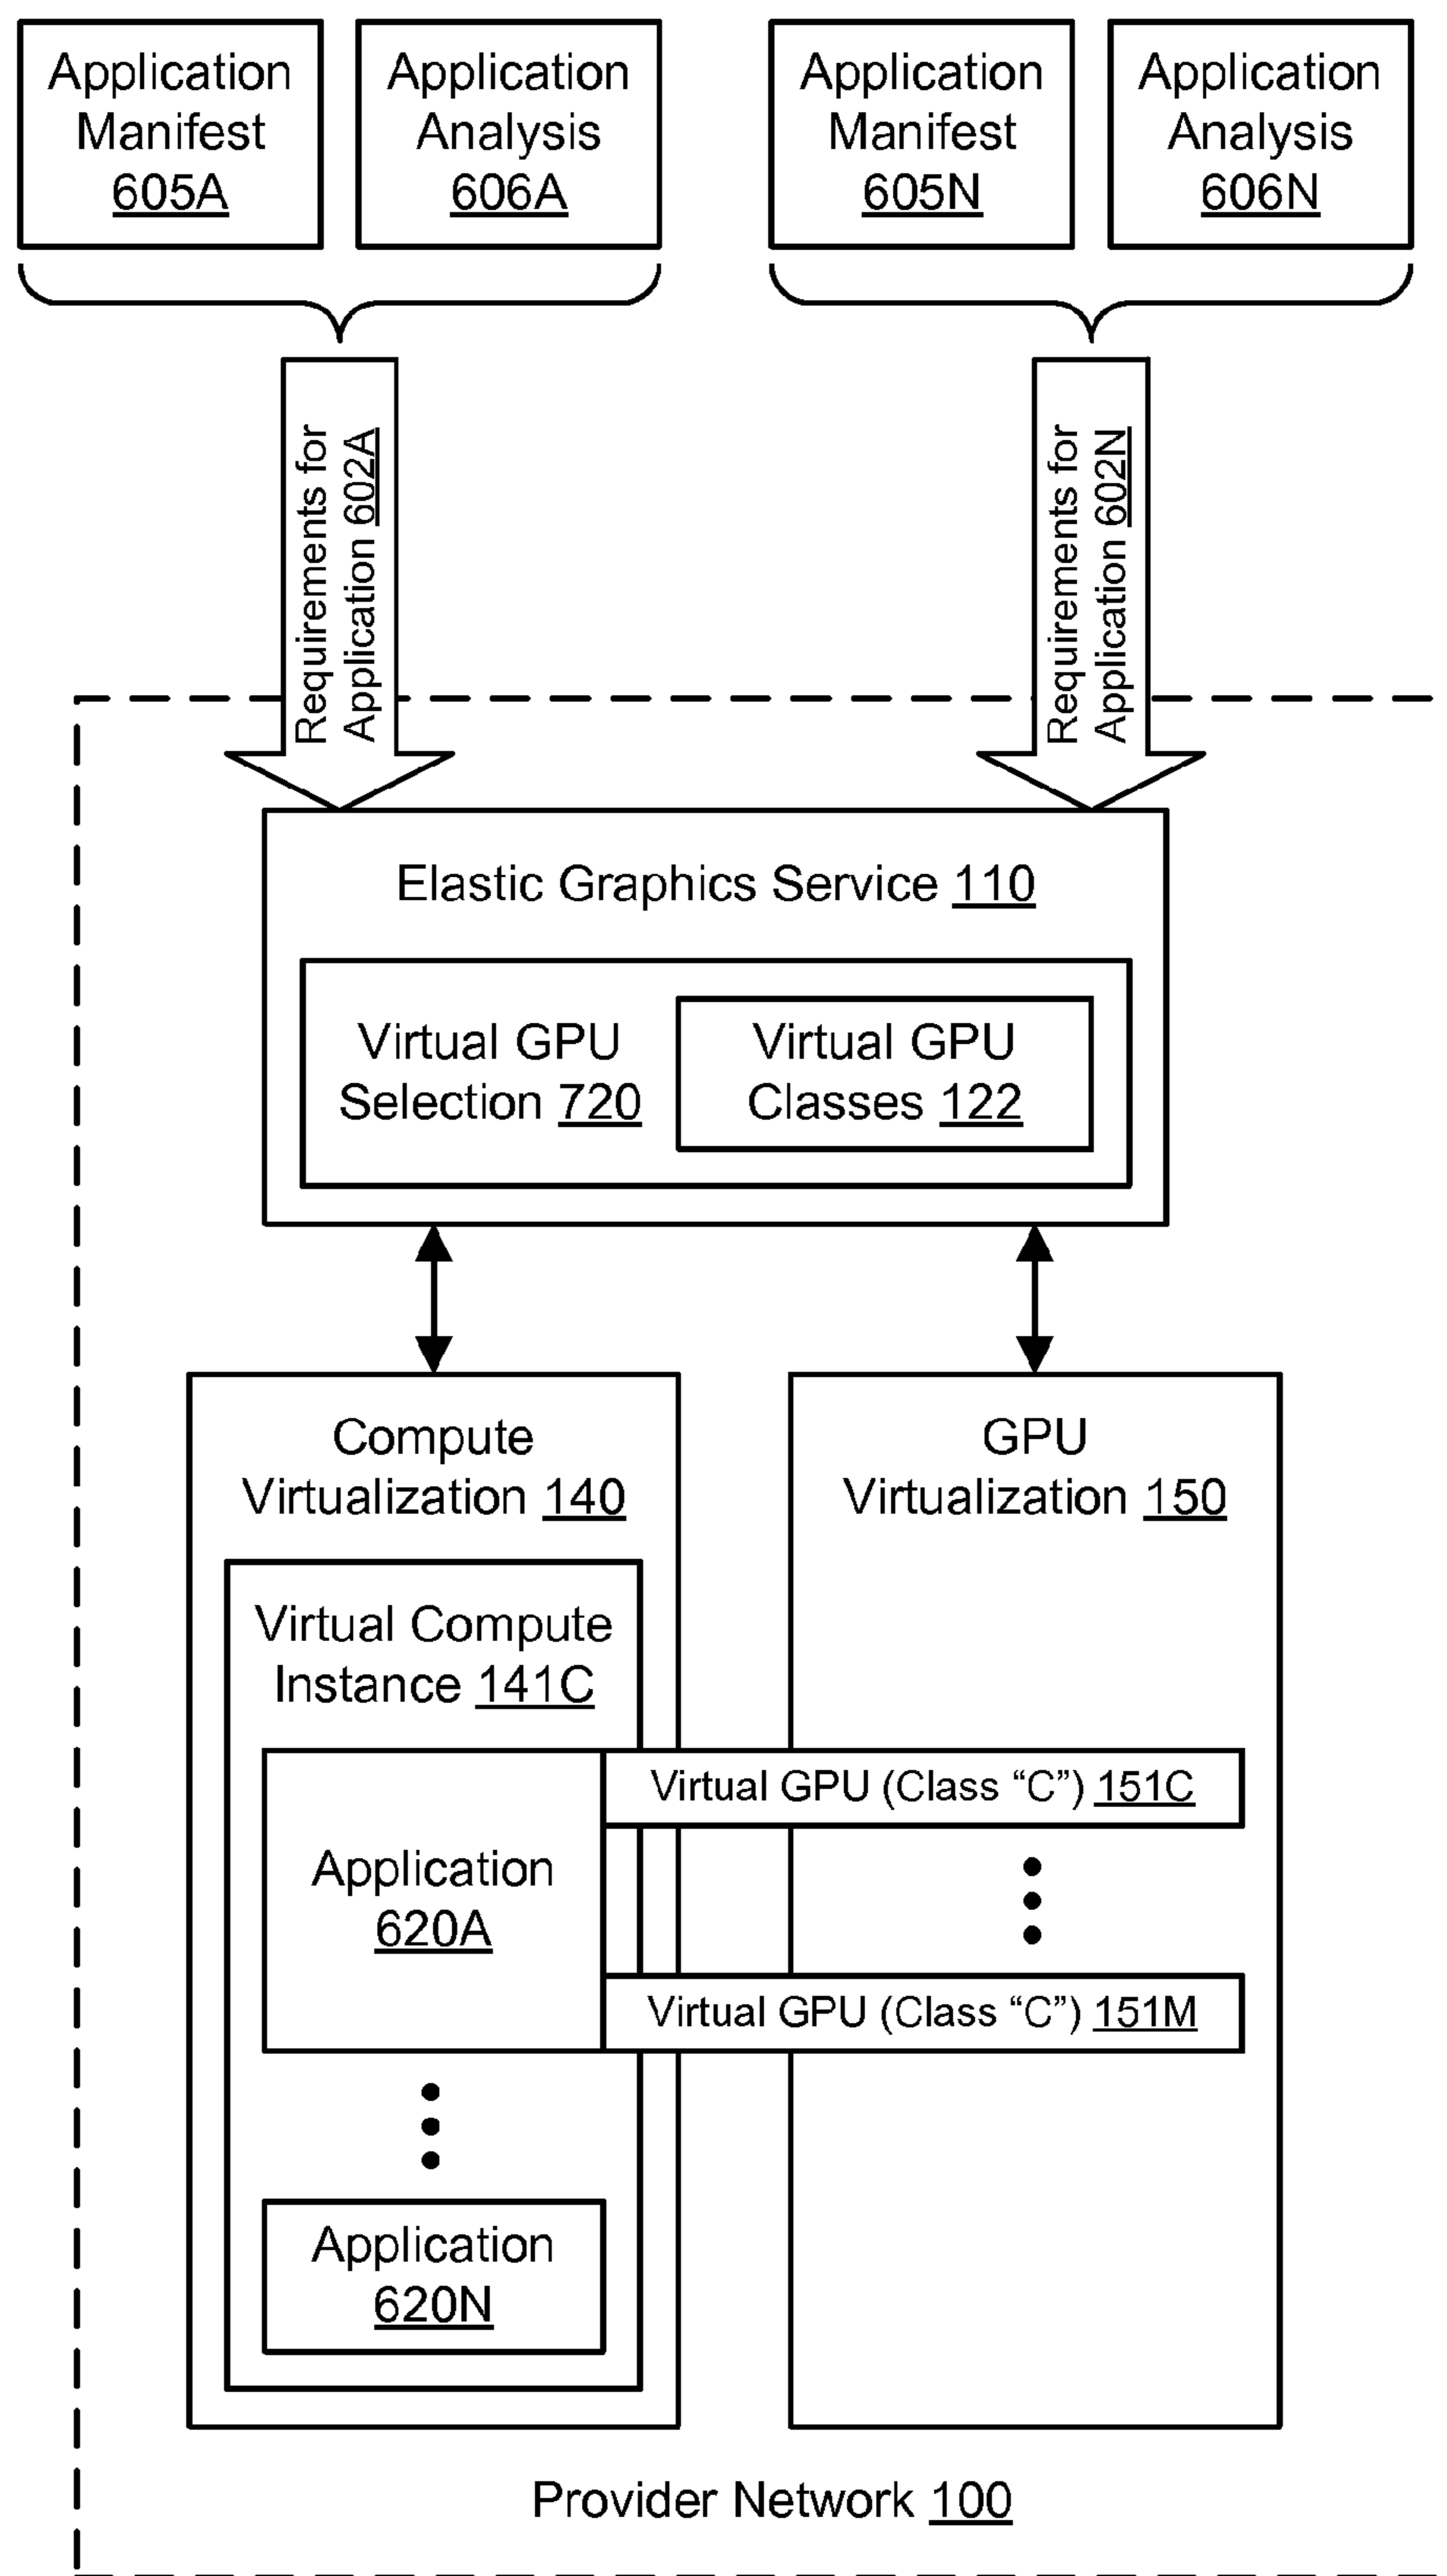 Application
Manifest
605A
Application
Analysis
606A
Application
Manifest
605N
Application
Analysis
606N
Requirements for
Application 602A
Requirements for
Application 602N
Elastic Graphics Service 110
Virtual GPU
Selection 720
Virtual GPU
Classes 122
Compute
Virtualization 140
GPU
Virtualization 150
Virtual Compute
Instance 141C
Virtual GPU (Class “C”) 151C
Application
620A
Virtual GPU (Class “C”) 151M
Application
620N
Provider Network 100